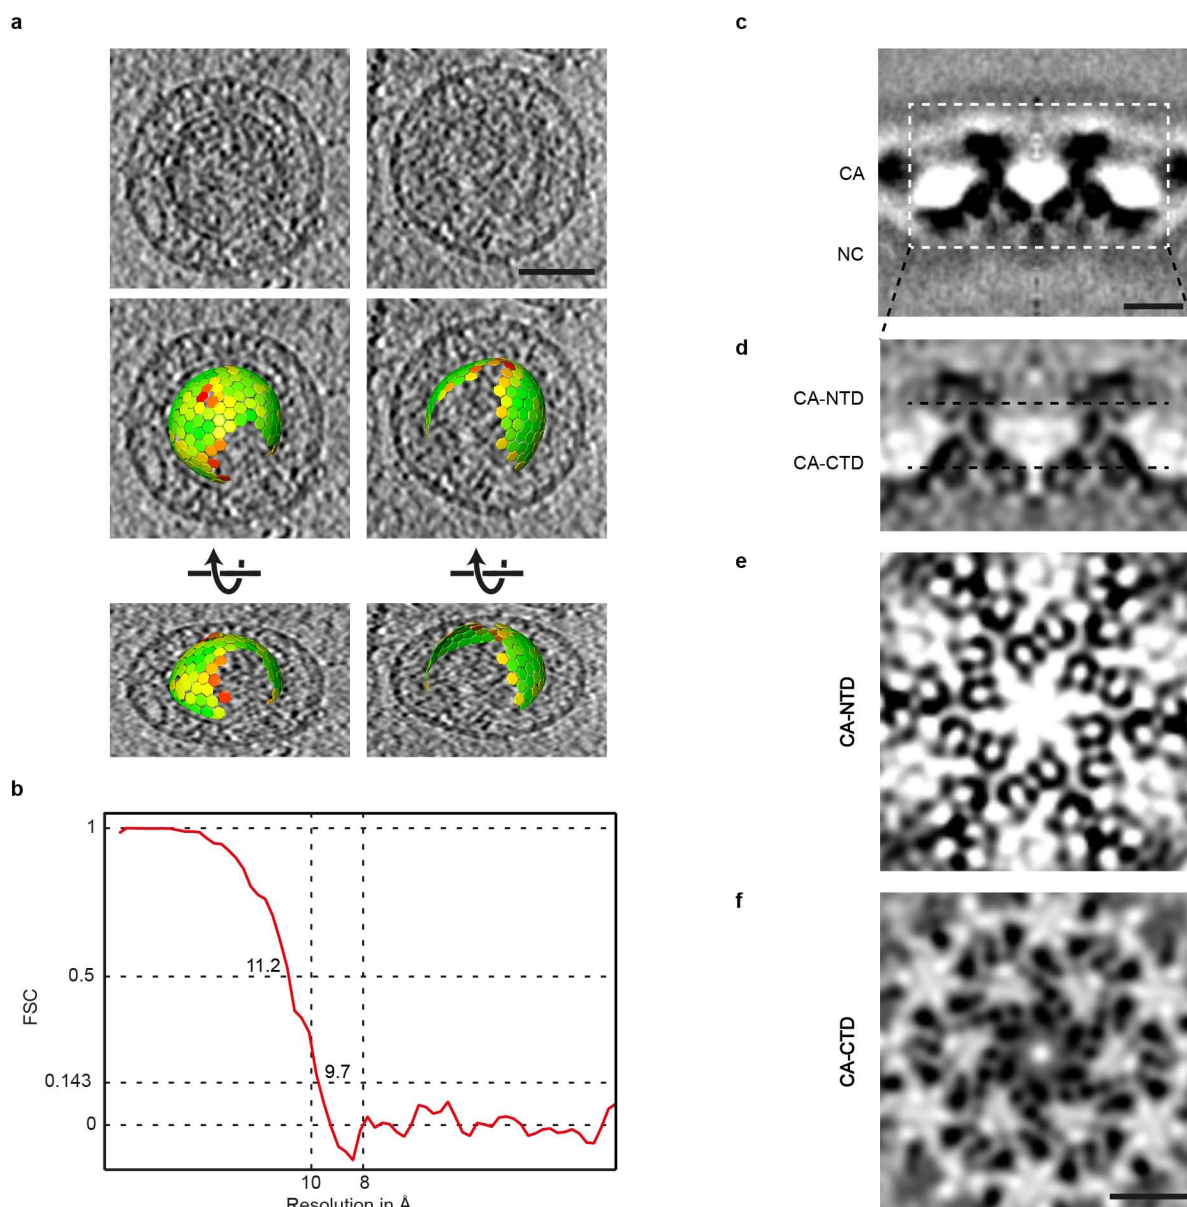 a
b
1
0.5
0.143
0
FSC
11.2
9.7
10
8
Resolution in Å
c
CA
NC
d
CA-NTD
CA-CTD
e
CA-NTD
f
CA-CTD